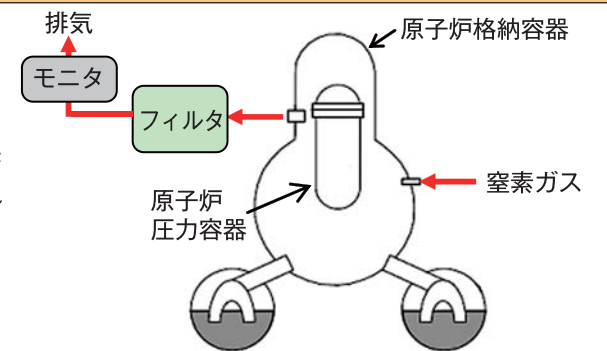 排気
原子炉格納容器
モニタ
フィルタ
窒素ガス
原子炉
圧力容器